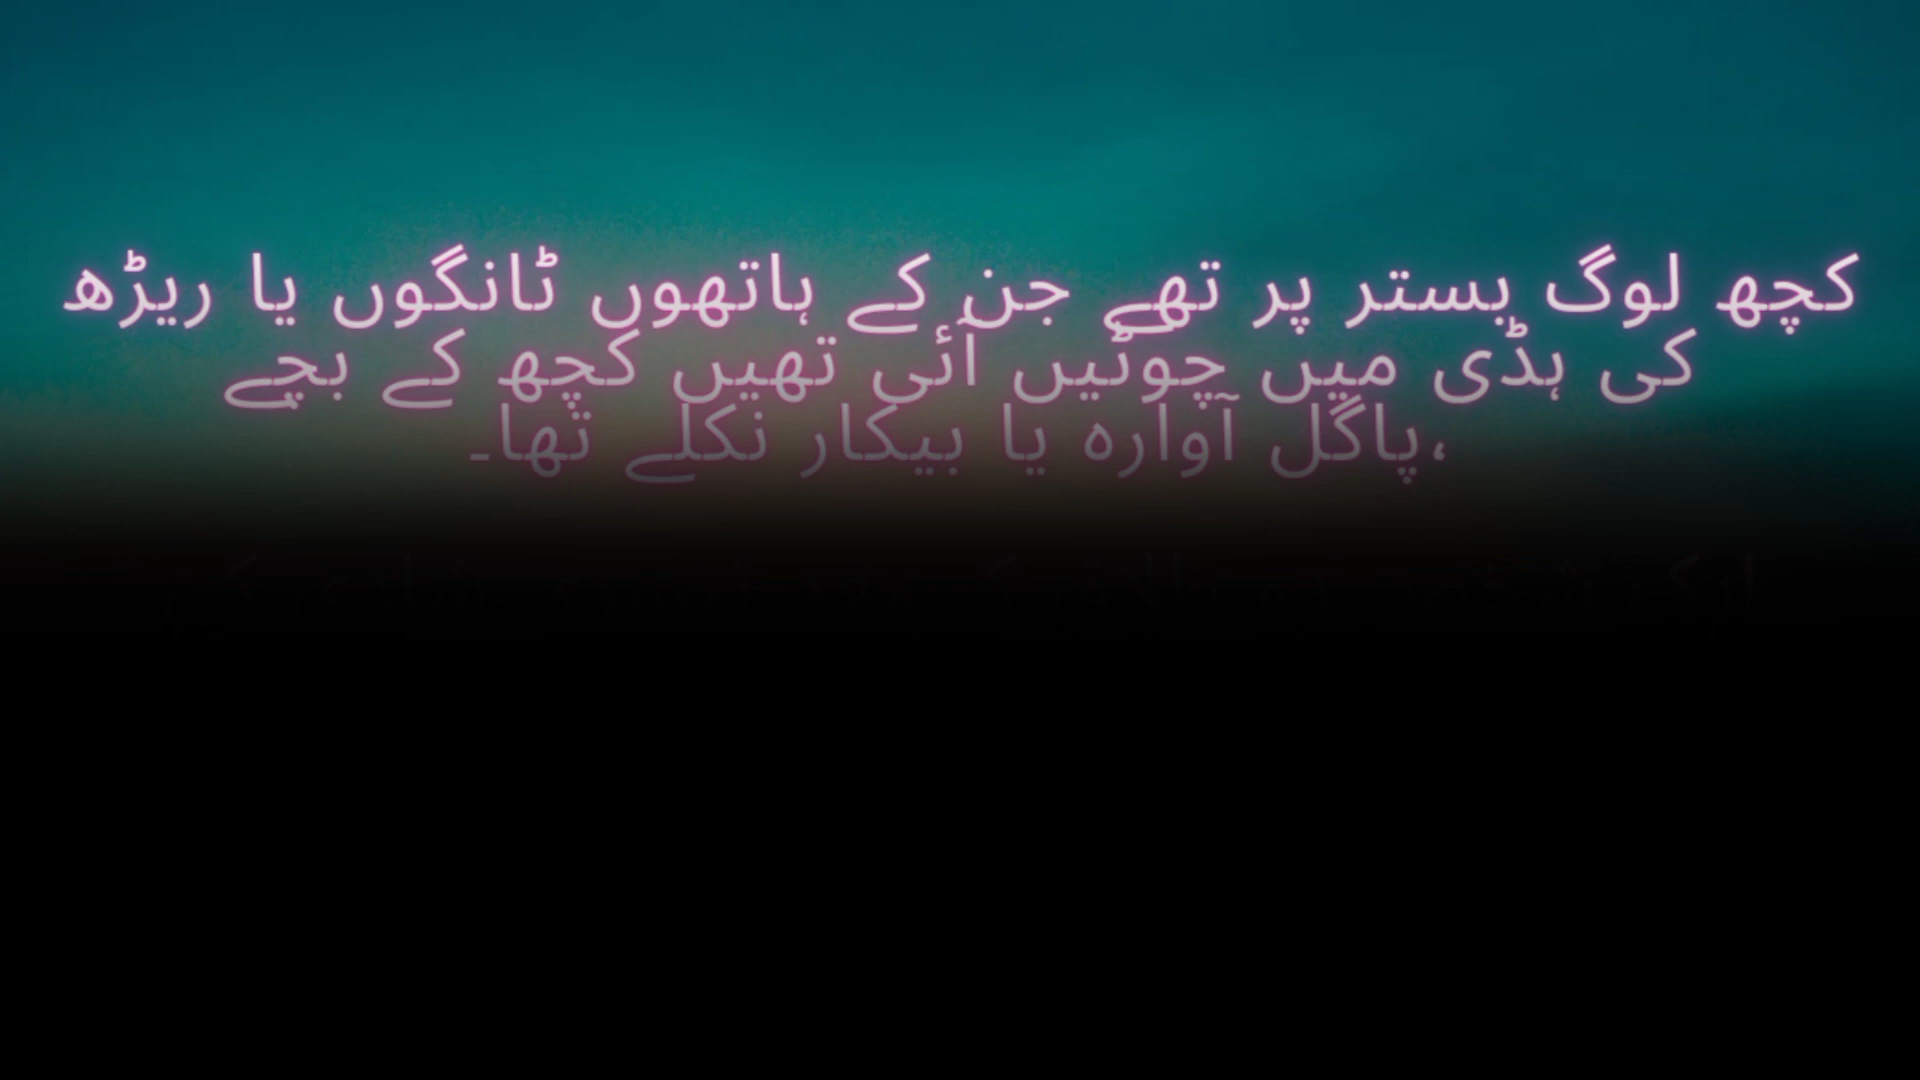 کچھ لوگ بستر پر تھے جن کے ہاتھوں ٹانگوں یا ریڑھ
کی ہڈی میں چوٹیں آئی تھیں کچھ کے بچے
،پاگل آوارہ یا بیکار نکلے تھا۔